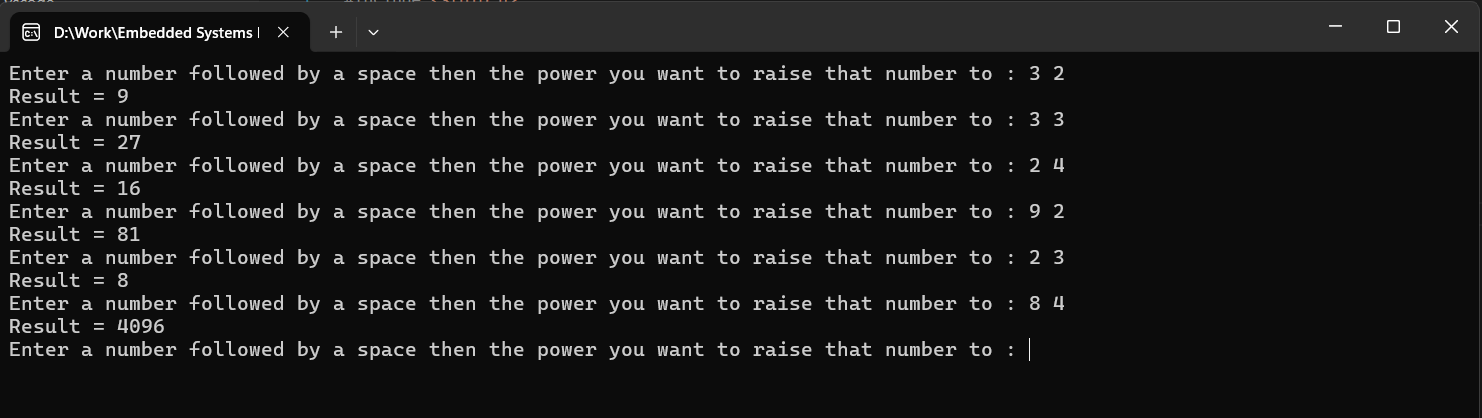 D:\Work\Embedded Systems
Enter a number followed by a space then the power you want to raise that number to : 3 2
Result = 9
Enter a number followed by a space then the power you want to raise that number to : 3 3
Result = 27
Enter a number followed by a space then the power you want to raise that number to : 2 4
Result = 16
Enter a number followed by a space then the power you want to raise that number to : 9 2
Result = 81
Enter a number followed by a space then the power you want to raise that number to : 2 3
Result = 8
Enter a number followed by a space then the power you want to raise that number to : 8 4
Result = 4096
Enter a number followed by a space then the power you want to raise that number to :